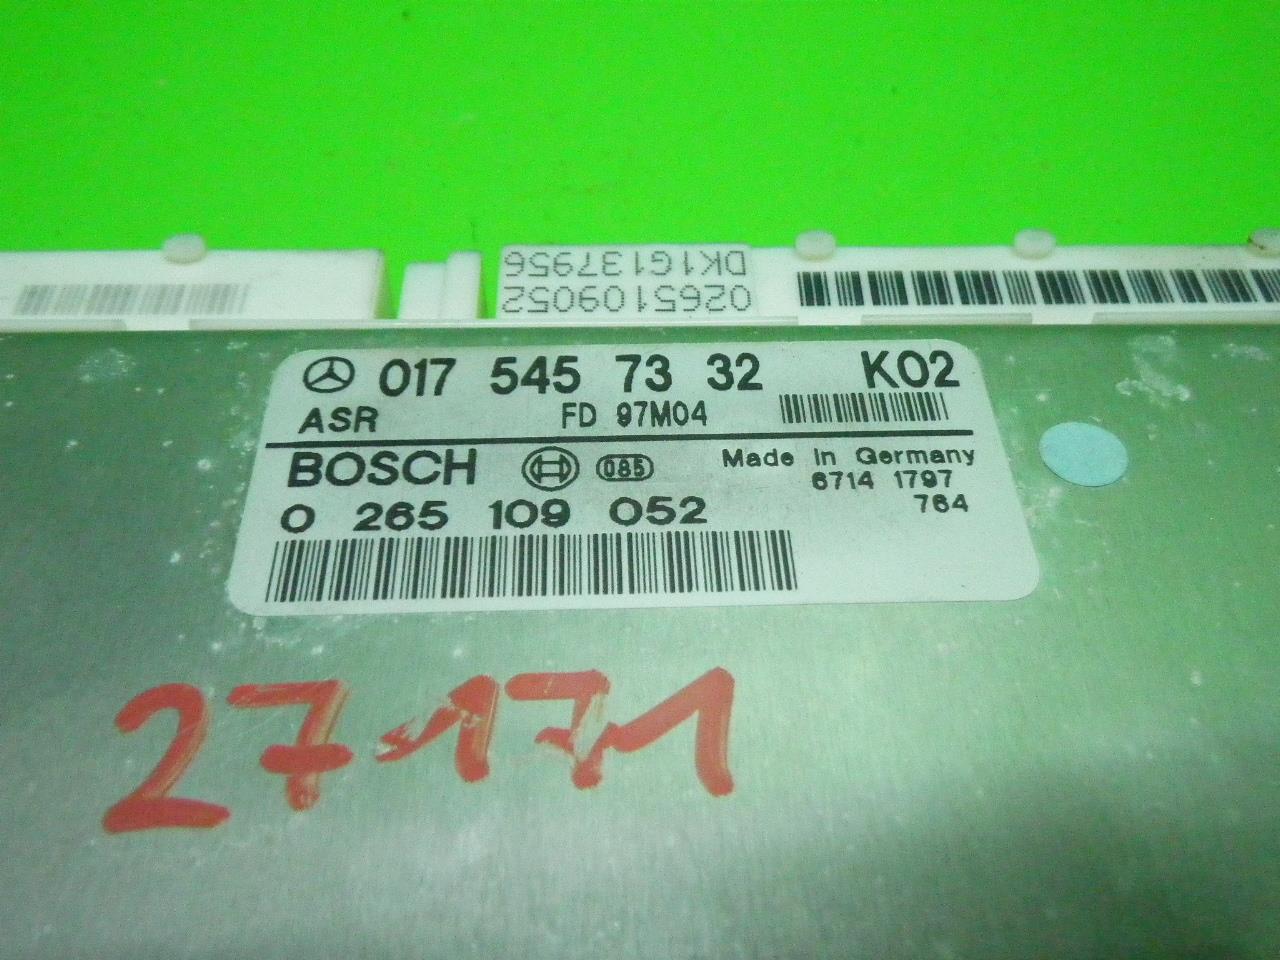 DK1G137956
0265109052
017 545 73 32 K02
ASR FD 97M04
BOSCH 085 Made in Germany
6714 1797
0 265 109 052 764
27171